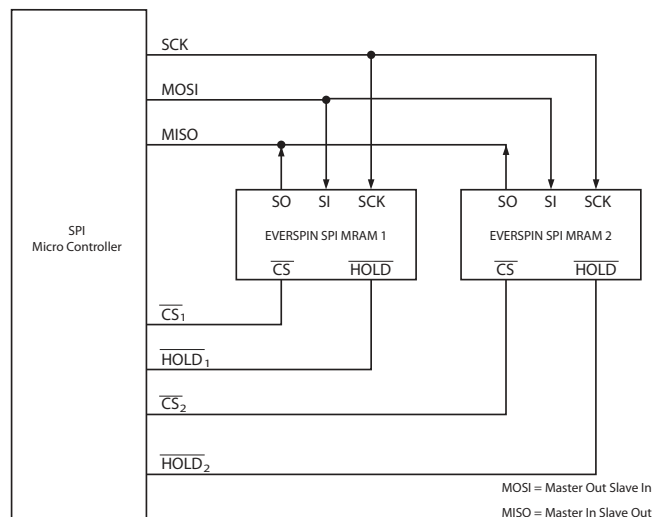 SCK
MOSI
MISO
SO SI SCK
EVERSPIN SPI MRAM 1
CS HOLD
SO SI SCK
EVERSPIN SPI MRAM 2
CS HOLD
SPI
Micro Controller
CS1
HOLD1
CS2
HOLD2
MOSI = Master Out Slave In
MISO = Master In Slave Out